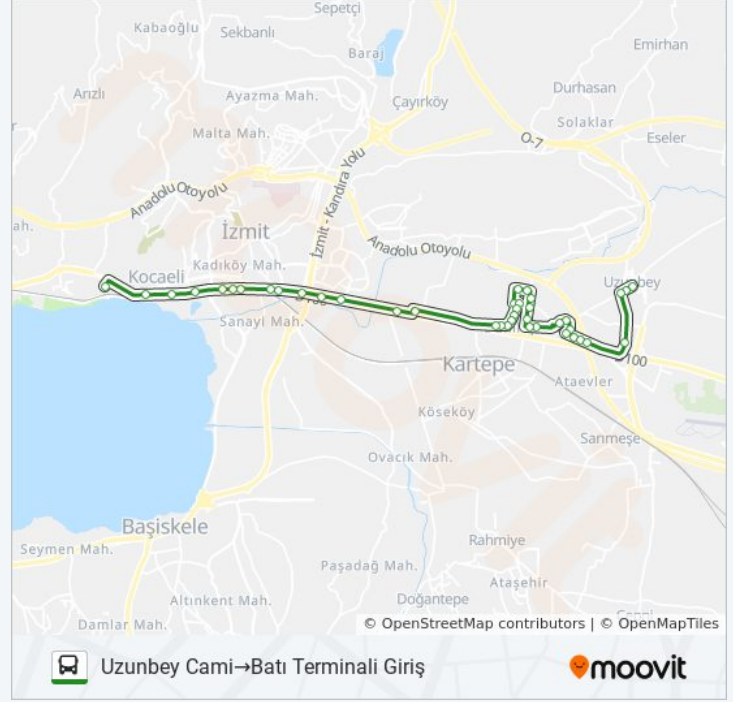 Sepetçi
Kabaoğlu
Sekbanlı
Emirhan
Baraj
Arızlı
Ayazma Mah.
Çayırköy
Durhasan
Solaklar
Malta Mah.
O-7
Eseler
Anadolu Otoyolu
İzmit - Kandıra Yolu
ah.
İzmit
Anadolu Otoyolu
Kocaeli
Kadıköy Mah.
Uzunbey
Sanayi Mah.
Kartepe
100
Ataevler
Köseköy
Sarımeşe
Ovacık Mah.
Başiskele
Seymen Mah.
Rahmiye
Paşadağ Mah.
Ataşehir
Altınkent Mah.
Doğantepe
Damlar Mah.
© OpenStreetMap contributors | © OpenMapTiles
Uzunbey Cami→Batı Terminali Giriş
moovit